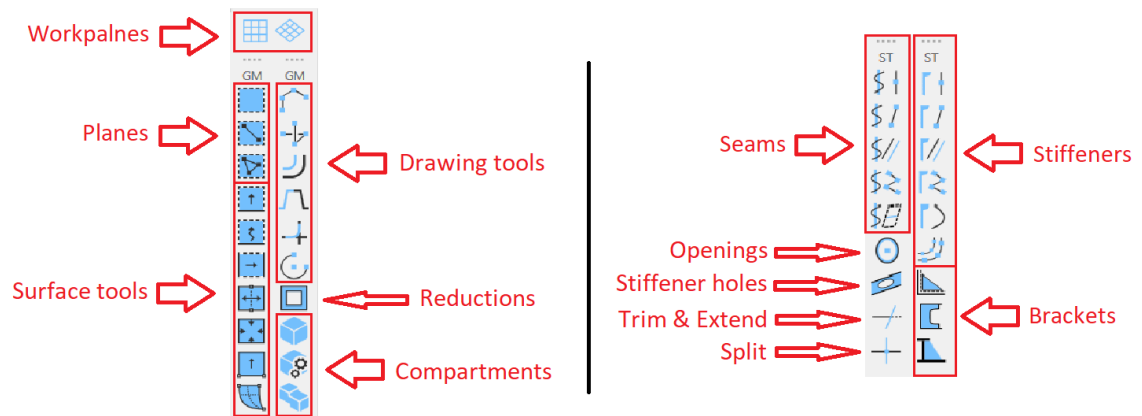 Workpalnes
GM GM
Planes
Drawing tools
Surface tools
Reductions
Compartments
ST ST
Seams
Stiffeners
Openings
Stiffener holes
Trim & Extend
Brackets
Split